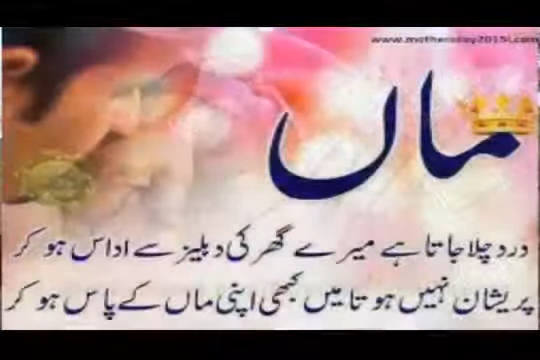 www.mothersday2015i.com
ماں
درد چلا جاتا ہے میرے گھر کی دہلیز سے اداس ہو کر
پریشان نہیں ہوتا میں کبھی اپنی ماں کے پاس ہو کر